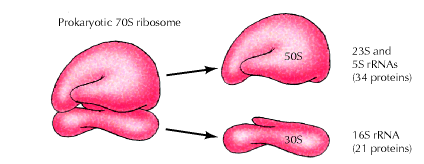 Prokaryotic 70S ribosome
50S
23S and
5S rRNAs
(34 proteins)
30S
16S rRNA
(21 proteins)